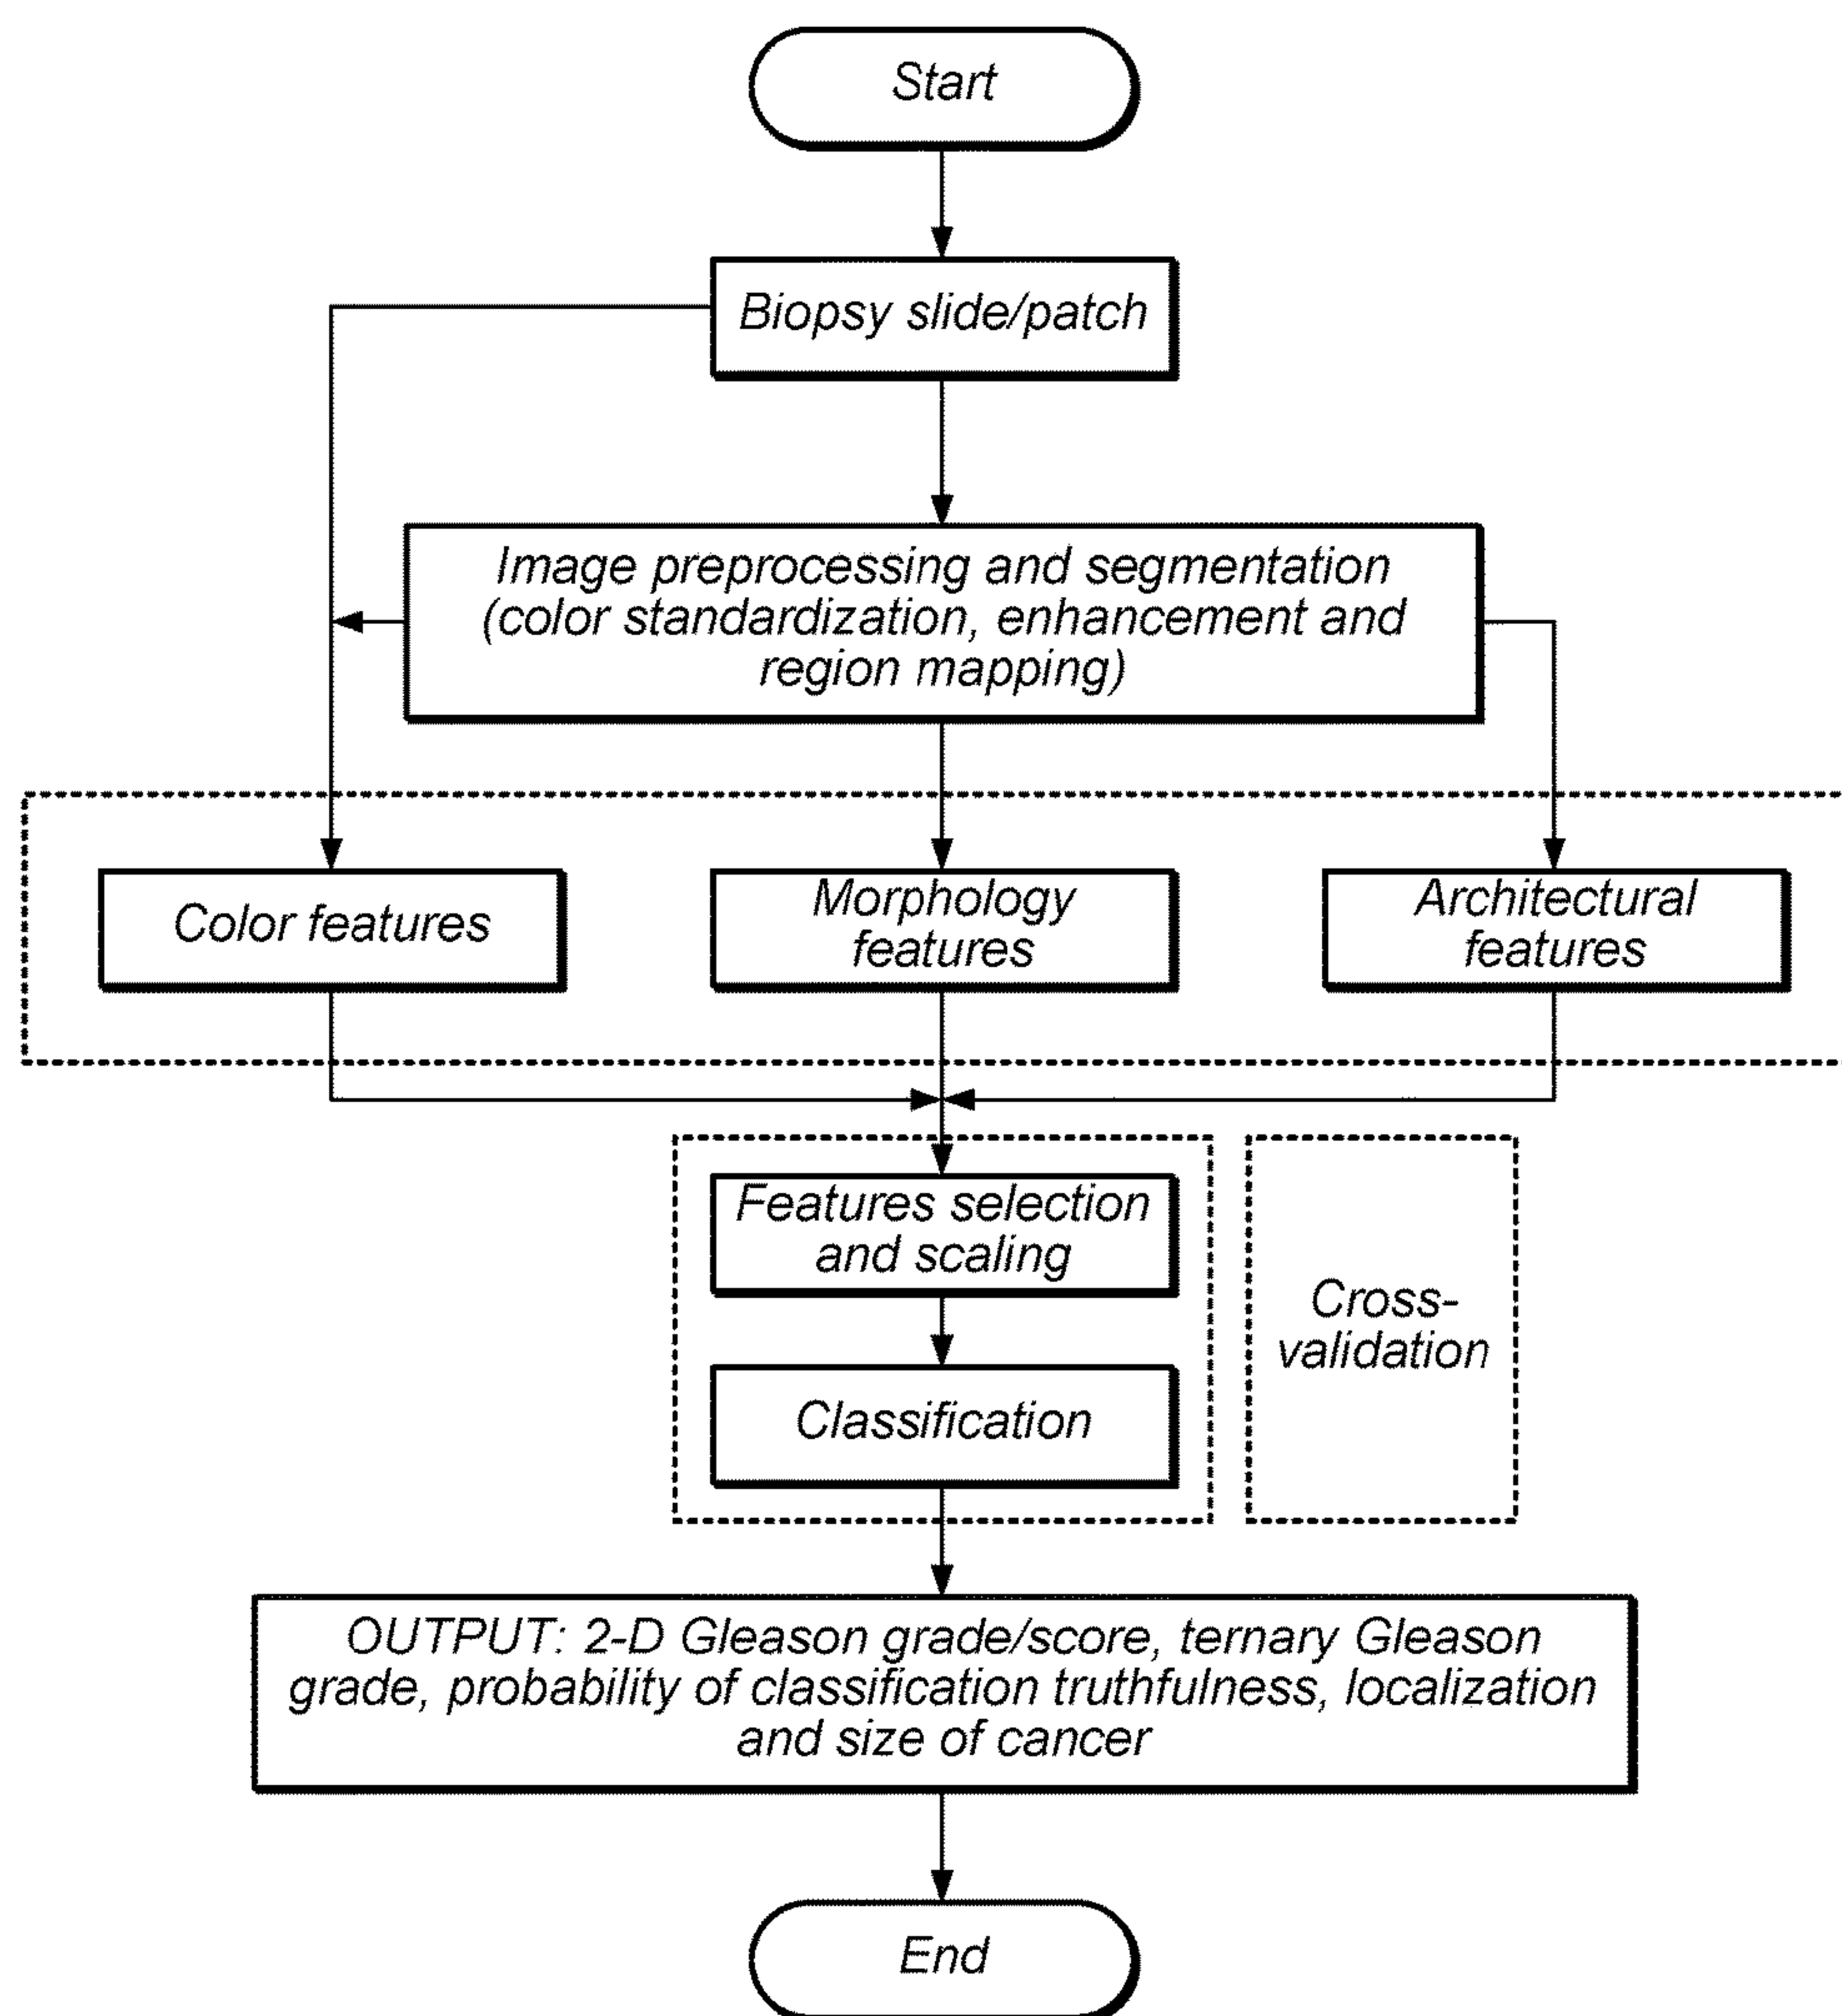 Start
Biopsy slide/patch
Image preprocessing and segmentation
(color standardization, enhancement and
region mapping)
Color features
Morphology
features
Architectural
features
Features selection
and scaling
Cross-
validation
Classification
OUTPUT: 2-D Gleason grade/score, ternary Gleason
grade, probability of classification truthfulness, localization
and size of cancer
End